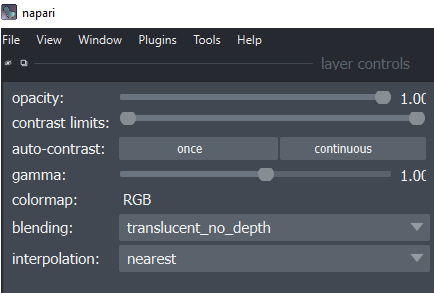 napari
File View Window Plugins Tools Help
layer controls
opacity: 1.00
contrast limits:
auto-contrast: once continuous
gamma: 1.00
colormap: RGB
blending: translucent_no_depth
interpolation: nearest